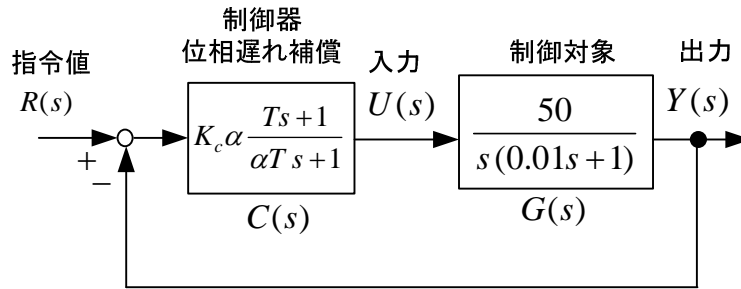 制御器
位相遅れ補償
指令値
R(s)
入力
U(s)
制御対象
出力
Y(s)
K_c α (Ts+1)/(αT s+1)
50/(s(0.01s+1))
+
−
C(s)
G(s)